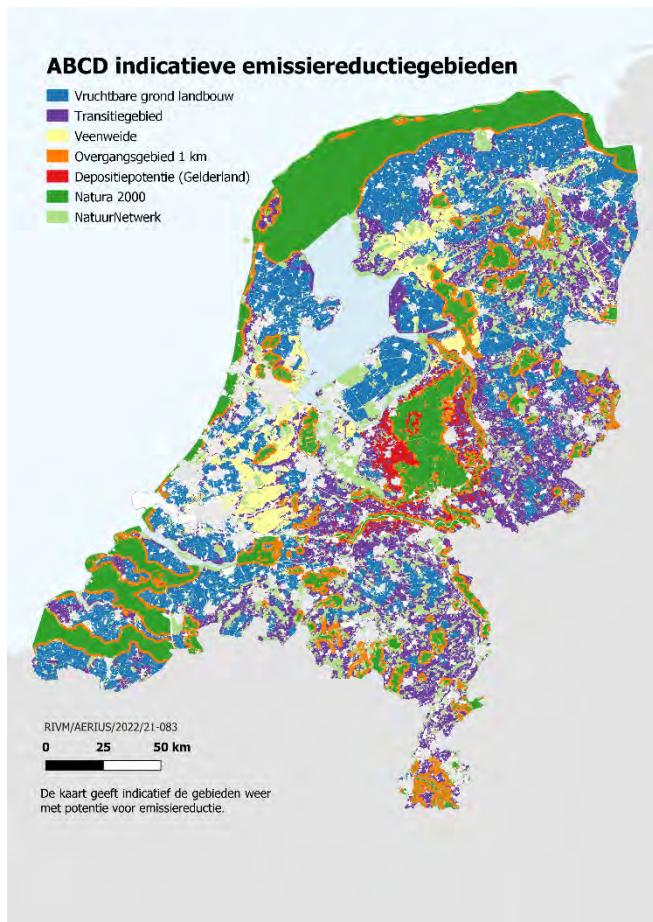 ABCD indicatieve emissiereductiegebieden
Vruchtbare grond landbouw
Transitiegebied
Veenweide
Overgangsgebied 1 km
Depositiepotentie (Gelderland)
Natura 2000
NatuurNetwerk
RIVM/AERIUS/2022/21-083
0 25 50 km
De kaart geeft indicatief de gebieden weer
met potentie voor emissiereductie.